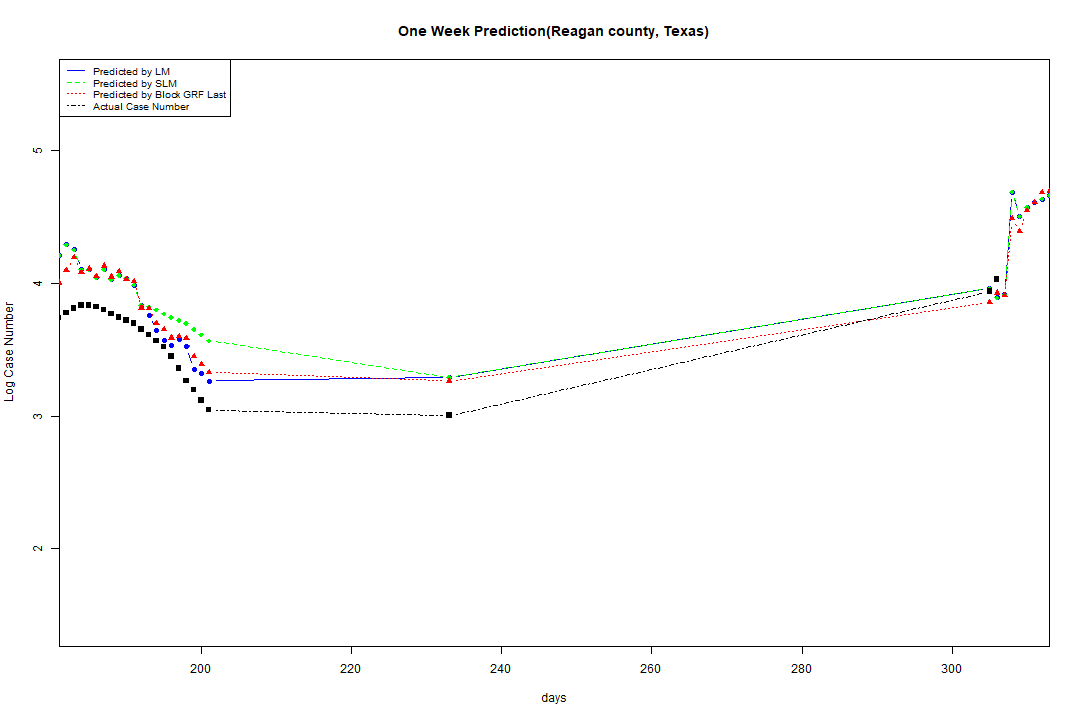 One Week Prediction(Reagan county, Texas)
Predicted by LM
Predicted by SLM
Predicted by Block GRF Last
Actual Case Number
Log Case Number
5
4
3
2
200
220
240
260
280
300
days